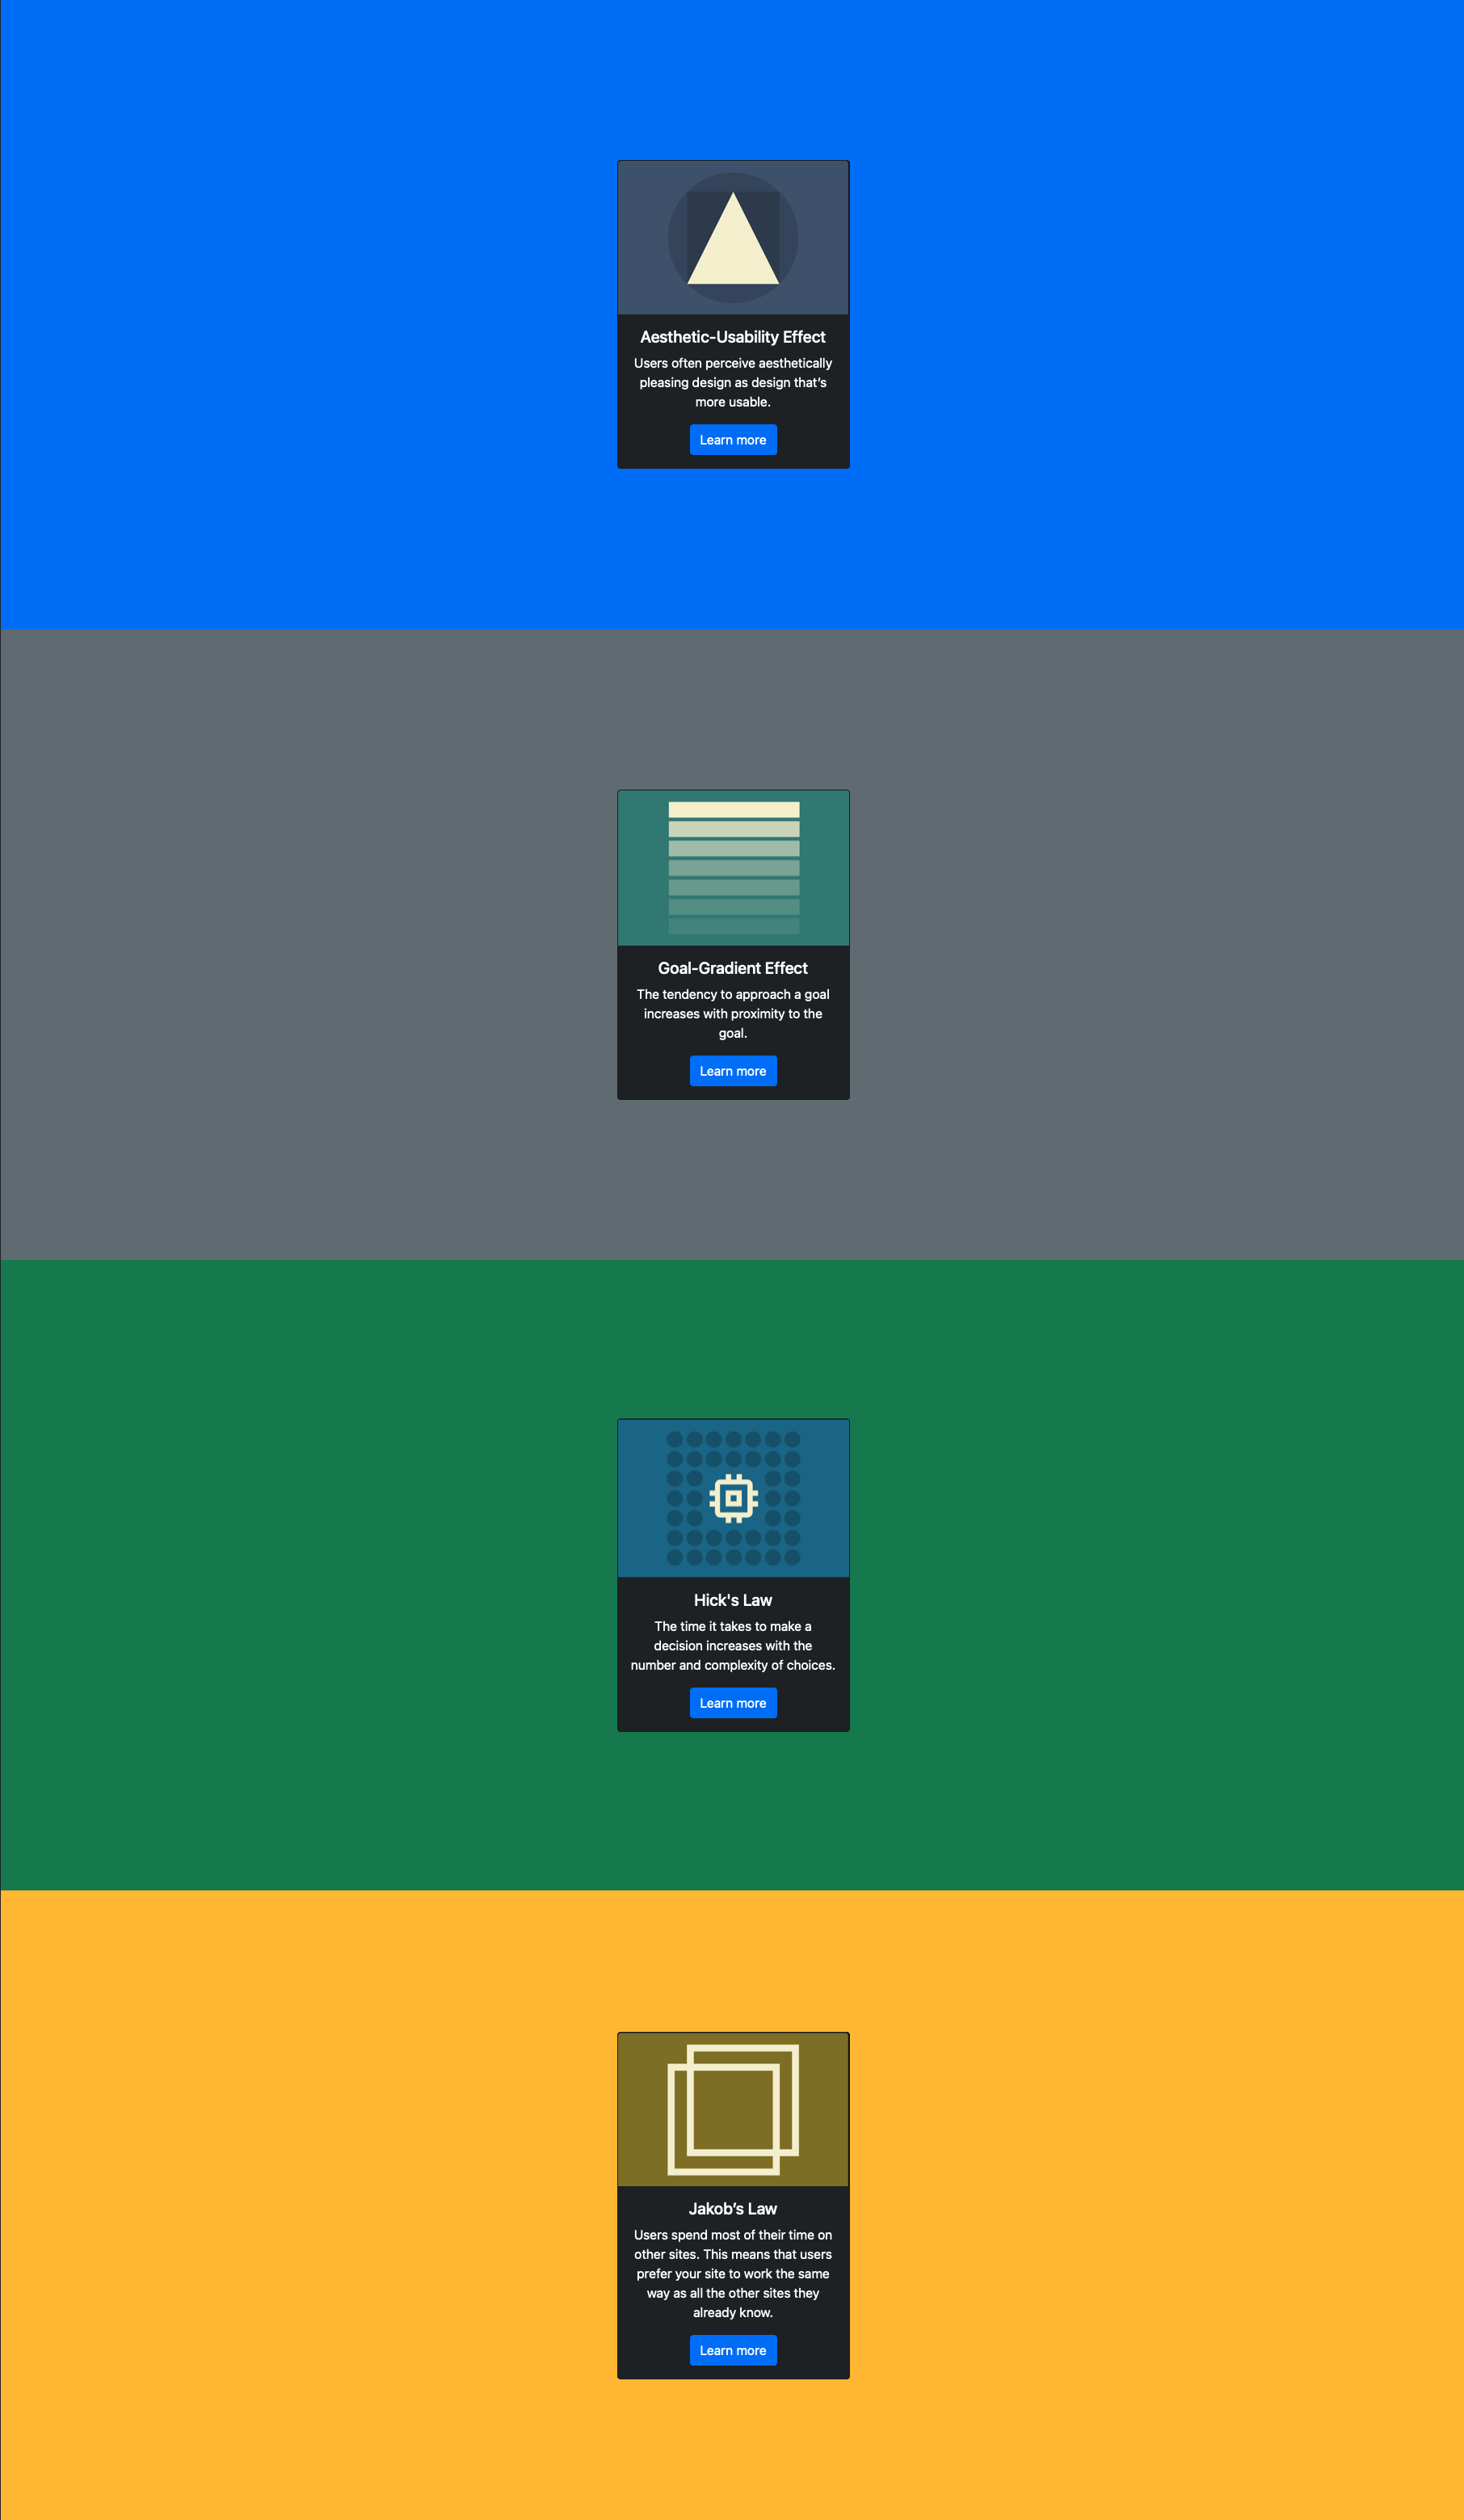 Aesthetic-Usability Effect
Users often perceive aesthetically
pleasing design as design that’s
more usable.
Learn more
Goal-Gradient Effect
The tendency to approach a goal
increases with proximity to the
goal.
Learn more
Hick's Law
The time it takes to make a
decision increases with the
number and complexity of choices.
Learn more
Jakob’s Law
Users spend most of their time on
other sites. This means that users
prefer your site to work the same
way as all the other sites they
already know.
Learn more